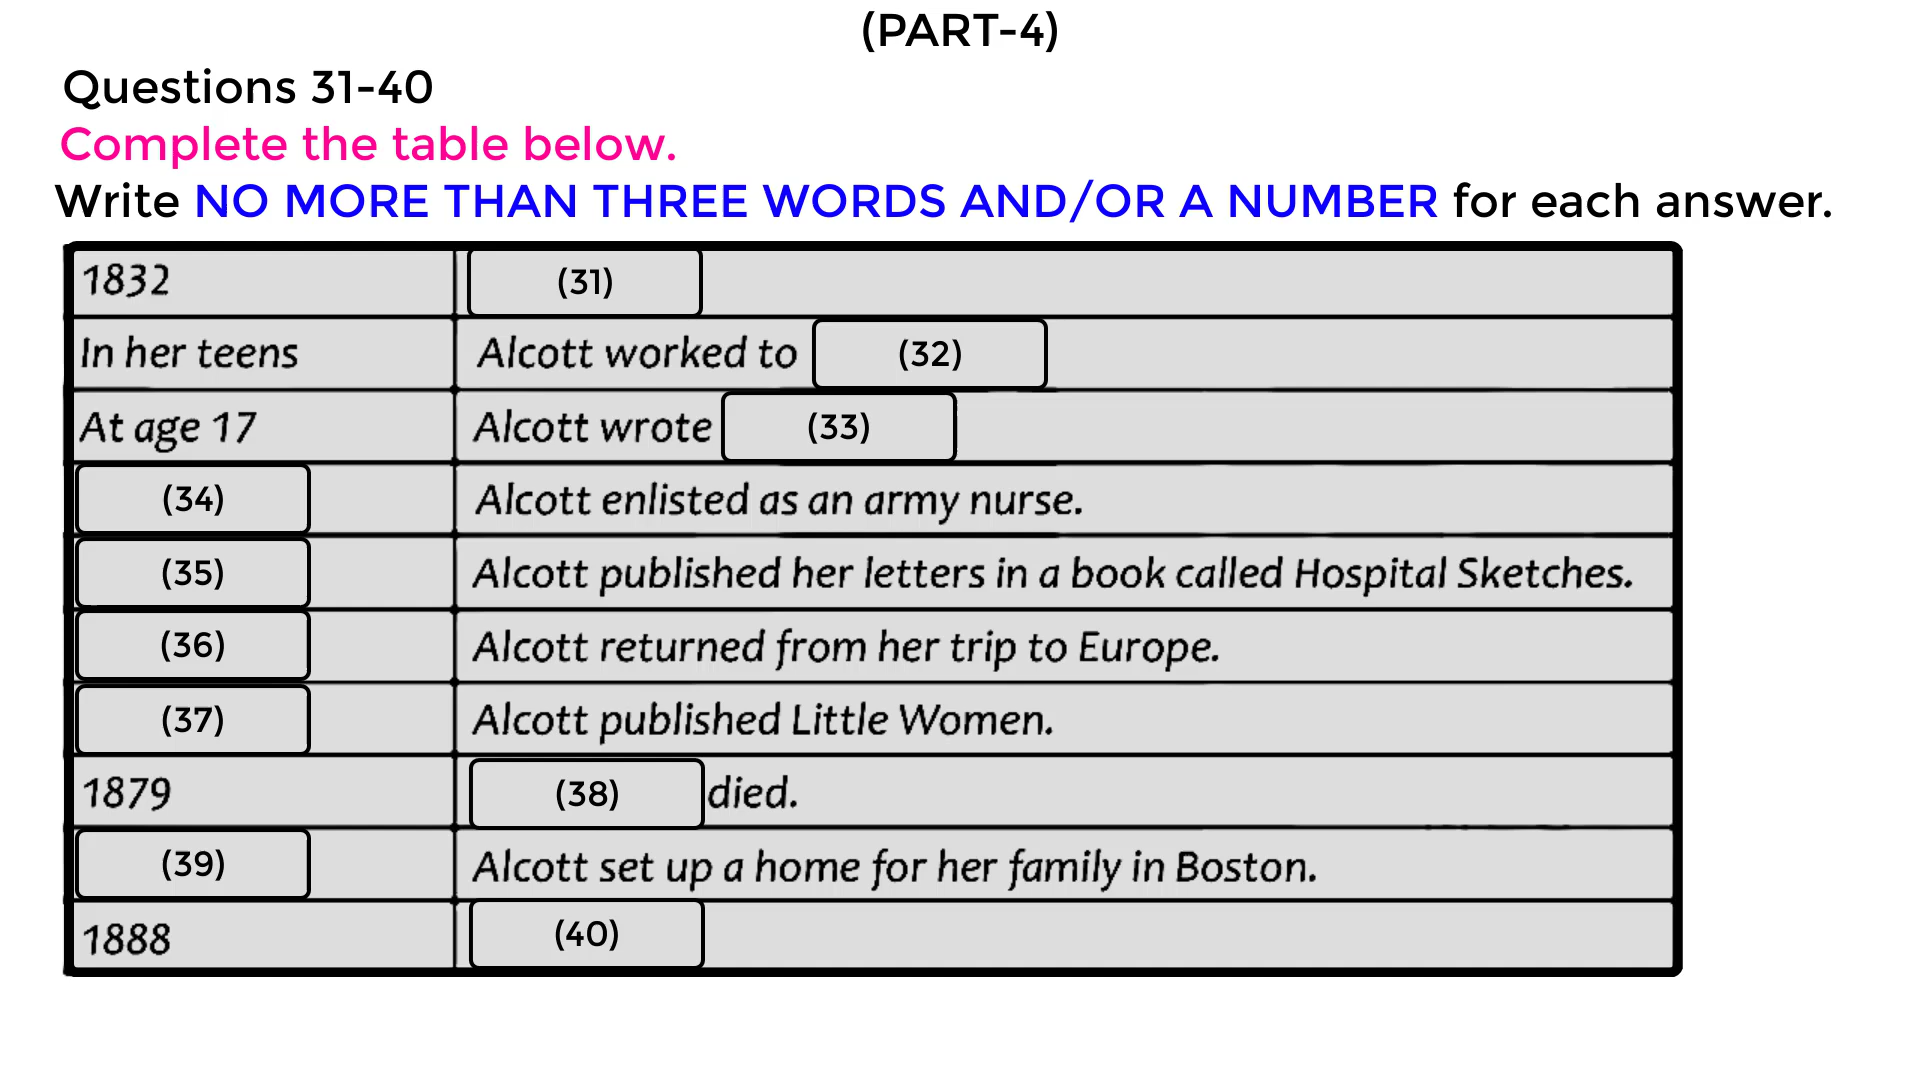 (PART-4)
Questions 31-40
Complete the table below.
Write NO MORE THAN THREE WORDS AND/OR A NUMBER for each answer.
1832 (31)
In her teens Alcott worked to (32)
At age 17 Alcott wrote (33)
(34) Alcott enlisted as an army nurse.
(35) Alcott published her letters in a book called Hospital Sketches.
(36) Alcott returned from her trip to Europe.
(37) Alcott published Little Women.
1879 (38) died.
(39) Alcott set up a home for her family in Boston.
1888 (40)